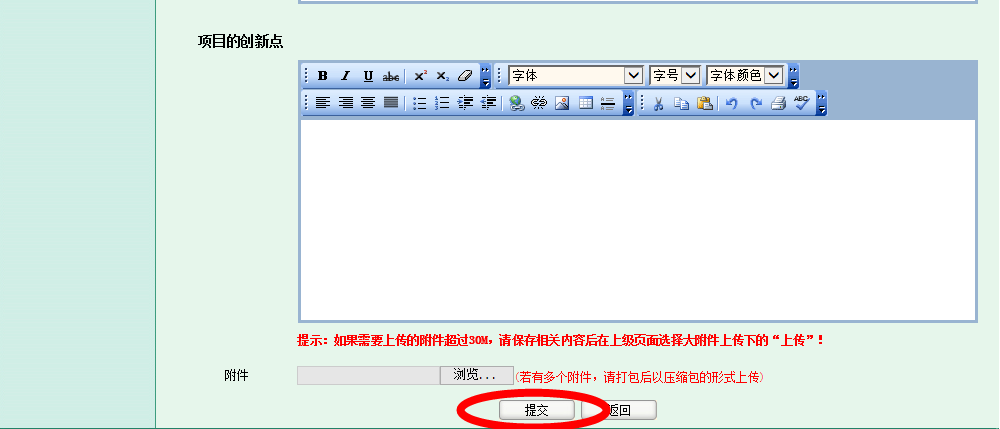 项目的创新点
B I U abc x² x₂ 字体 字号 字体颜色
ABC
提示：如果需要上传的附件超过30M，请保存相关内容后在上级页面选择大附件上传下的“上传”！
附件 浏览... (若有多个附件，请打包后以压缩包的形式上传)
提交 返回